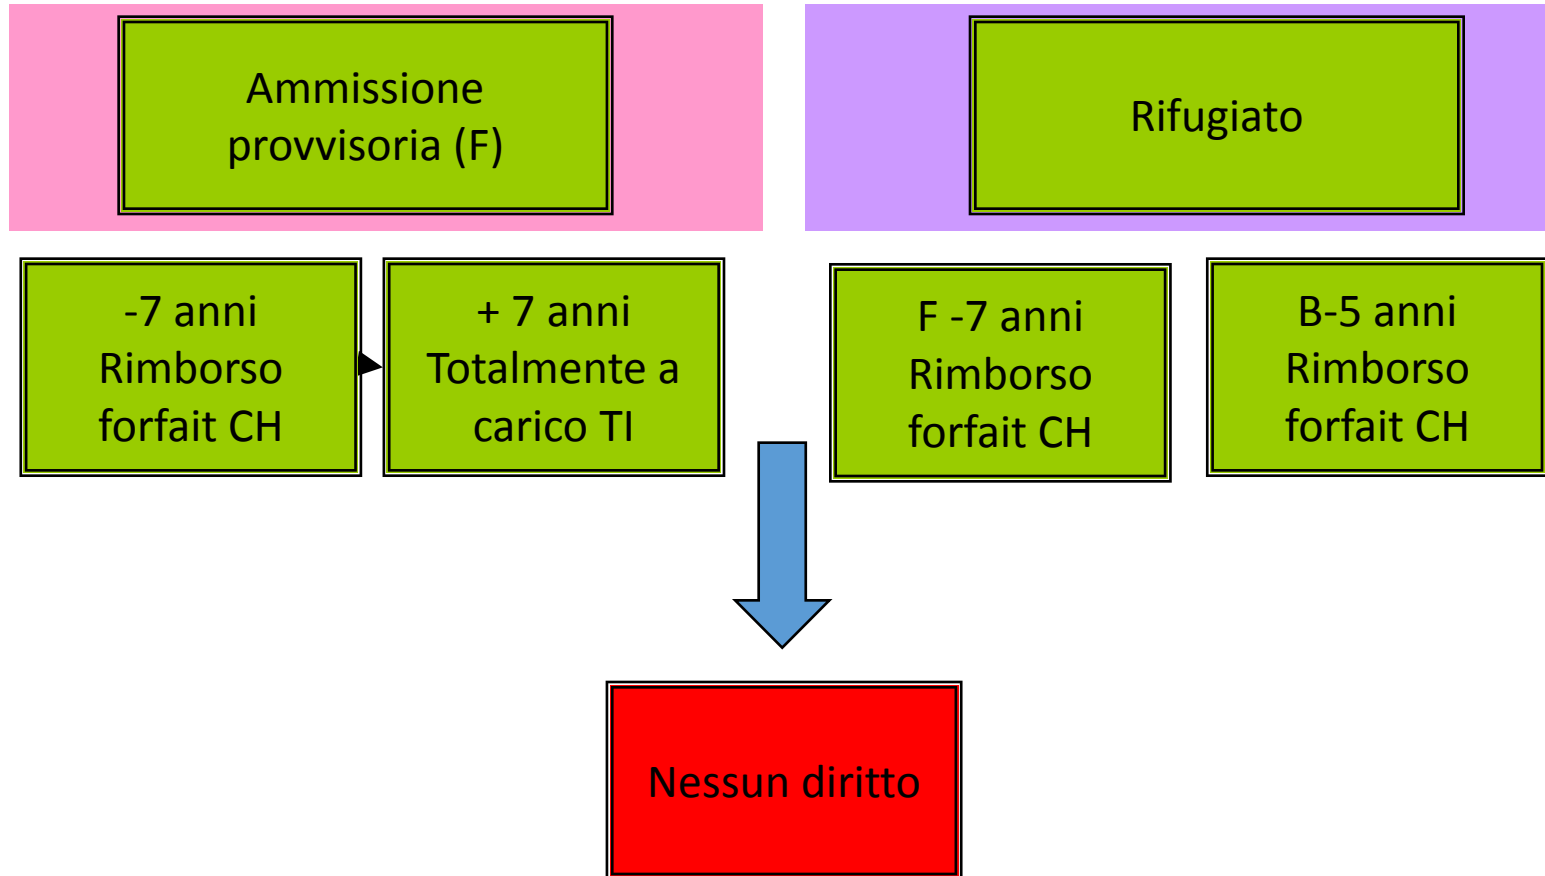 Ammissione
provvisoria (F)
Rifugiato
-7 anni
Rimborso
forfait CH
+ 7 anni
Totalmente a
carico TI
F -7 anni
Rimborso
forfait CH
B-5 anni
Rimborso
forfait CH
Nessun diritto